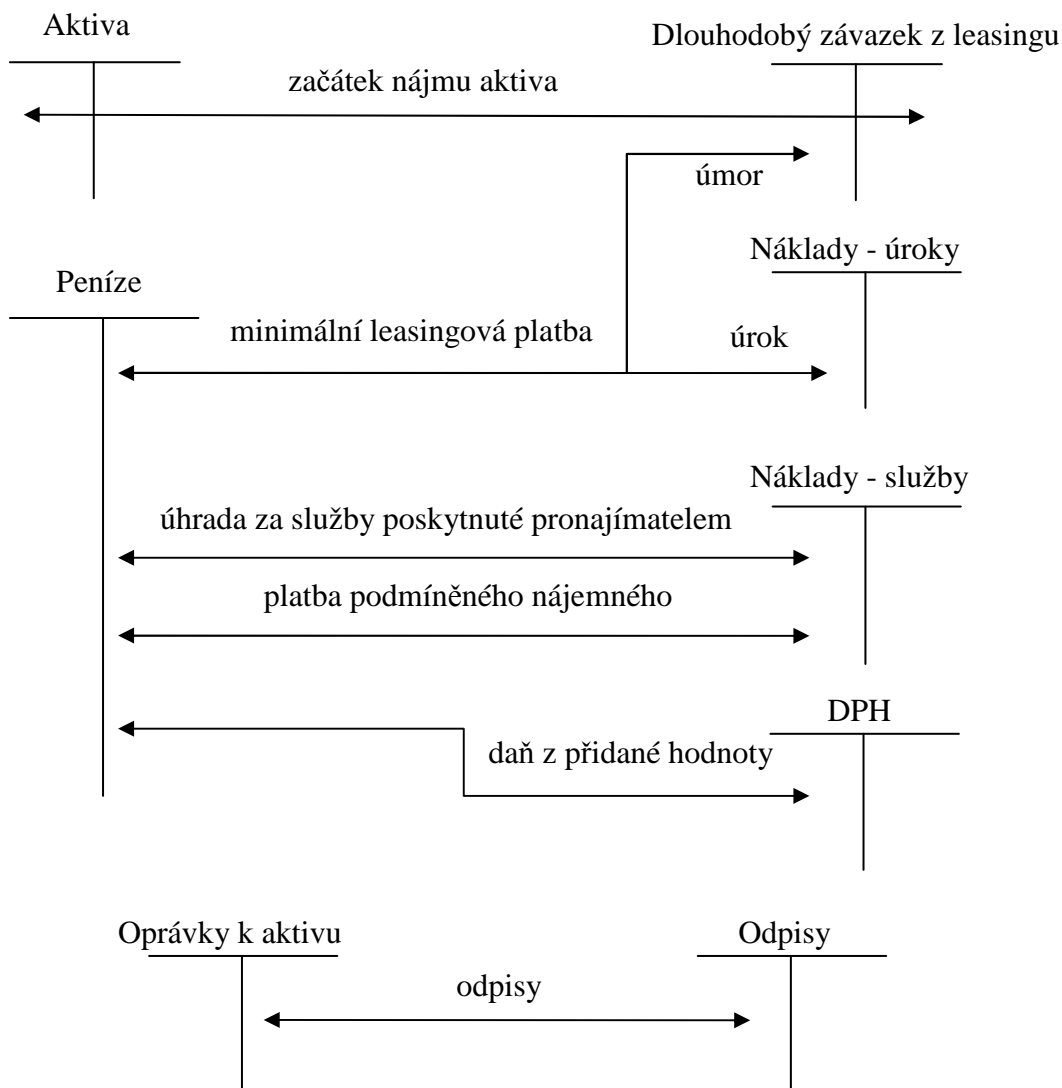 Aktiva
Dlouhodobý závazek z leasingu
začátek nájmu aktiva
úmor
Náklady - úroky
Peníze
minimální leasingová platba
úrok
Náklady - služby
úhrada za služby poskytnuté pronajímatelem
platba podmíněného nájemného
DPH
daň z přidané hodnoty
Oprávky k aktivu
Odpisy
odpisy